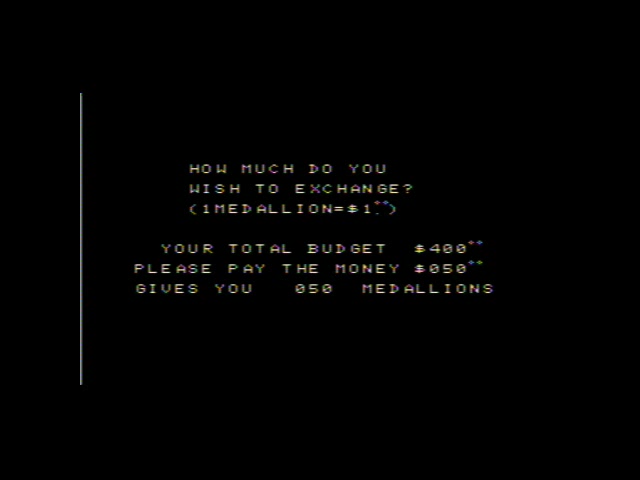 HOW MUCH DO YOU
WISH TO EXCHANGE?
(1MEDALLION=$1°°)
YOUR TOTAL BUDGET $400°°
PLEASE PAY THE MONEY $050°°
GIVES YOU 050 MEDALLIONS